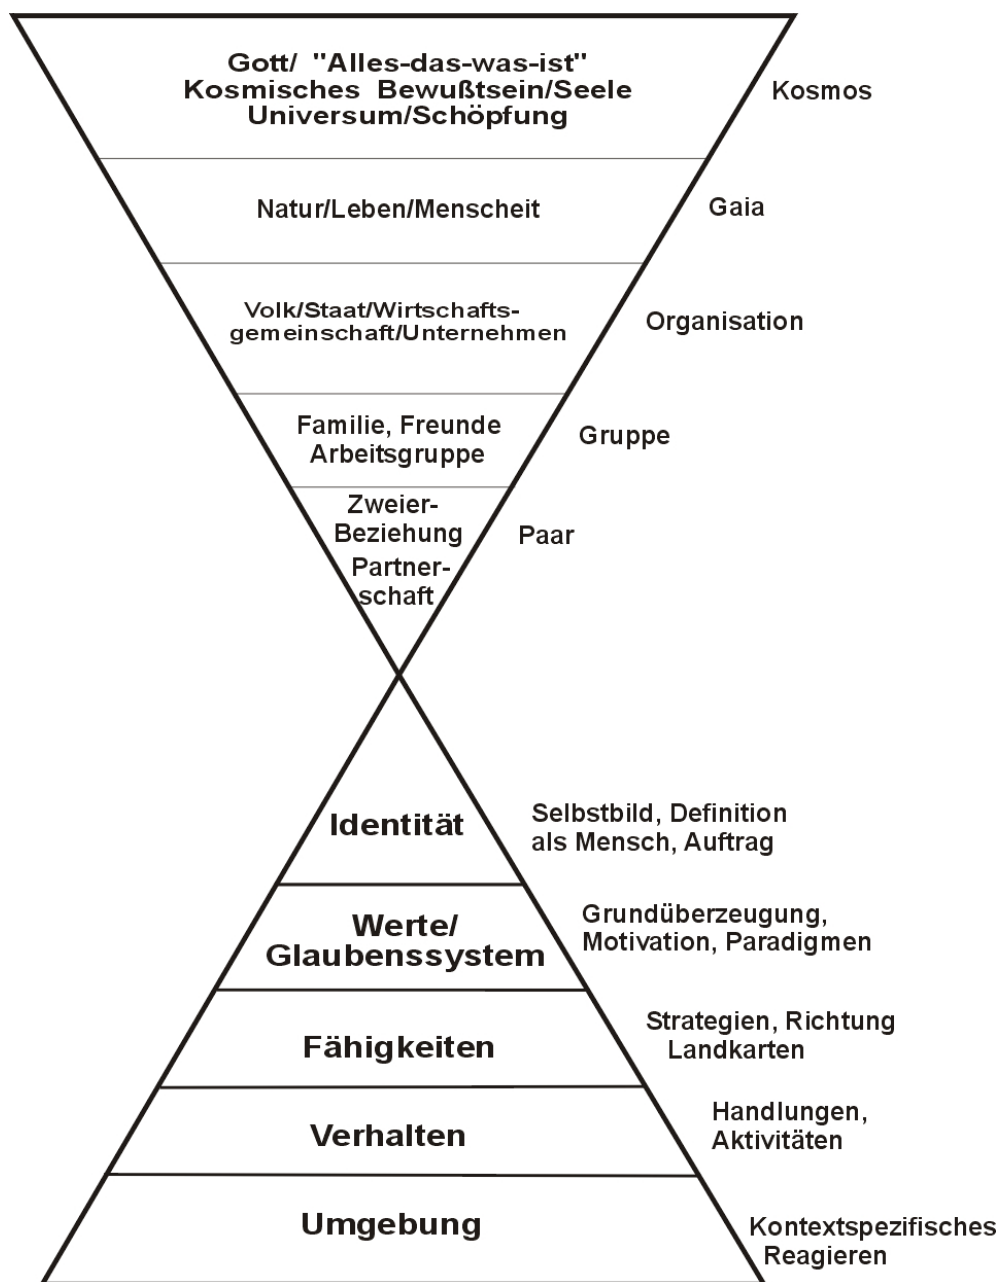 Gott/ "Alles-das-was-ist"
Kosmisches Bewußtsein/Seele
Universum/Schöpfung
Kosmos
Natur/Leben/Menscheit
Gaia
Volk/Staat/Wirtschafts-
gemeinschaft/Unternehmen
Organisation
Familie, Freunde
Arbeitsgruppe
Gruppe
Zweier-
Beziehung
Partner-
schaft
Paar
Identität
Selbstbild, Definition
als Mensch, Auftrag
Werte/
Glaubenssystem
Grundüberzeugung,
Motivation, Paradigmen
Fähigkeiten
Strategien, Richtung
Landkarten
Verhalten
Handlungen,
Aktivitäten
Umgebung
Kontextspezifisches
Reagieren